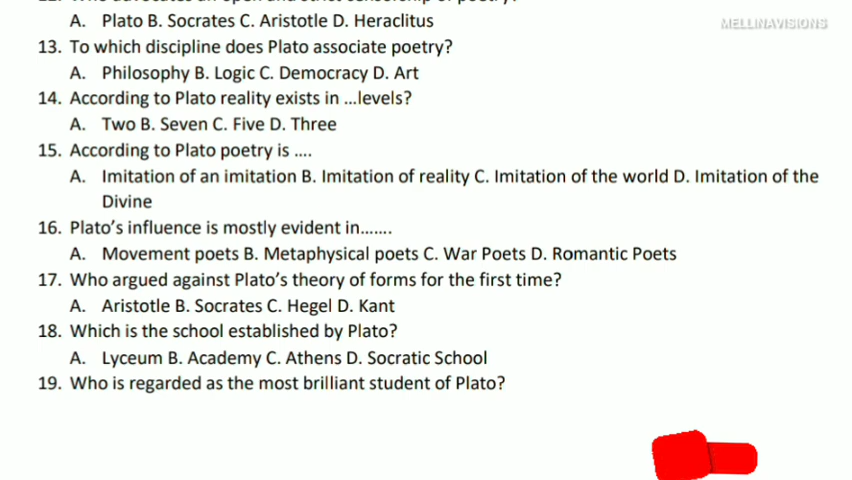 A. Plato B. Socrates C. Aristotle D. Heraclitus
MELLINAVISIONS
13. To which discipline does Plato associate poetry?
A. Philosophy B. Logic C. Democracy D. Art
14. According to Plato reality exists in ...levels?
A. Two B. Seven C. Five D. Three
15. According to Plato poetry is ....
A. Imitation of an imitation B. Imitation of reality C. Imitation of the world D. Imitation of the
Divine
16. Plato's influence is mostly evident in.......
A. Movement poets B. Metaphysical poets C. War Poets D. Romantic Poets
17. Who argued against Plato's theory of forms for the first time?
A. Aristotle B. Socrates C. Hegel D. Kant
18. Which is the school established by Plato?
A. Lyceum B. Academy C. Athens D. Socratic School
19. Who is regarded as the most brilliant student of Plato?